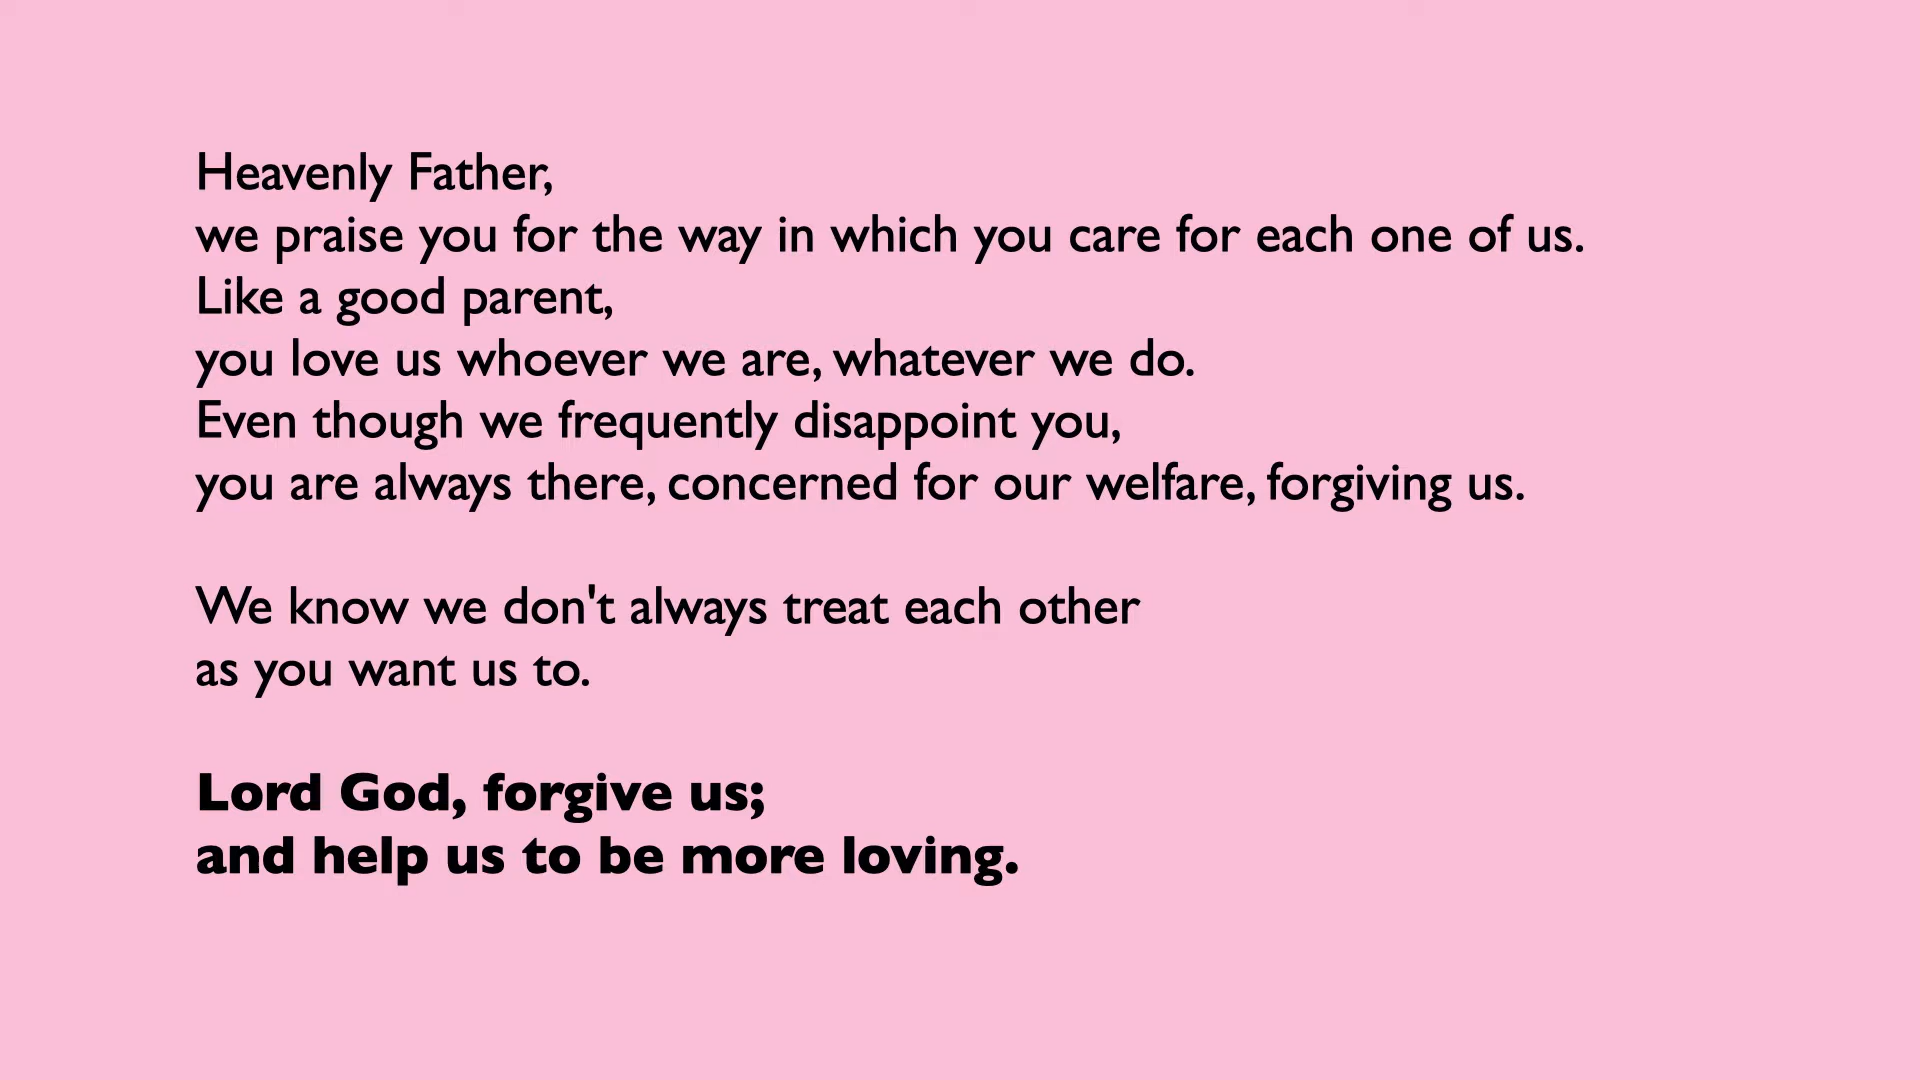 Heavenly Father,
we praise you for the way in which you care for each one of us.
Like a good parent,
you love us whoever we are, whatever we do.
Even though we frequently disappoint you,
you are always there, concerned for our welfare, forgiving us.
We know we don't always treat each other
as you want us to.
Lord God, forgive us;
and help us to be more loving.